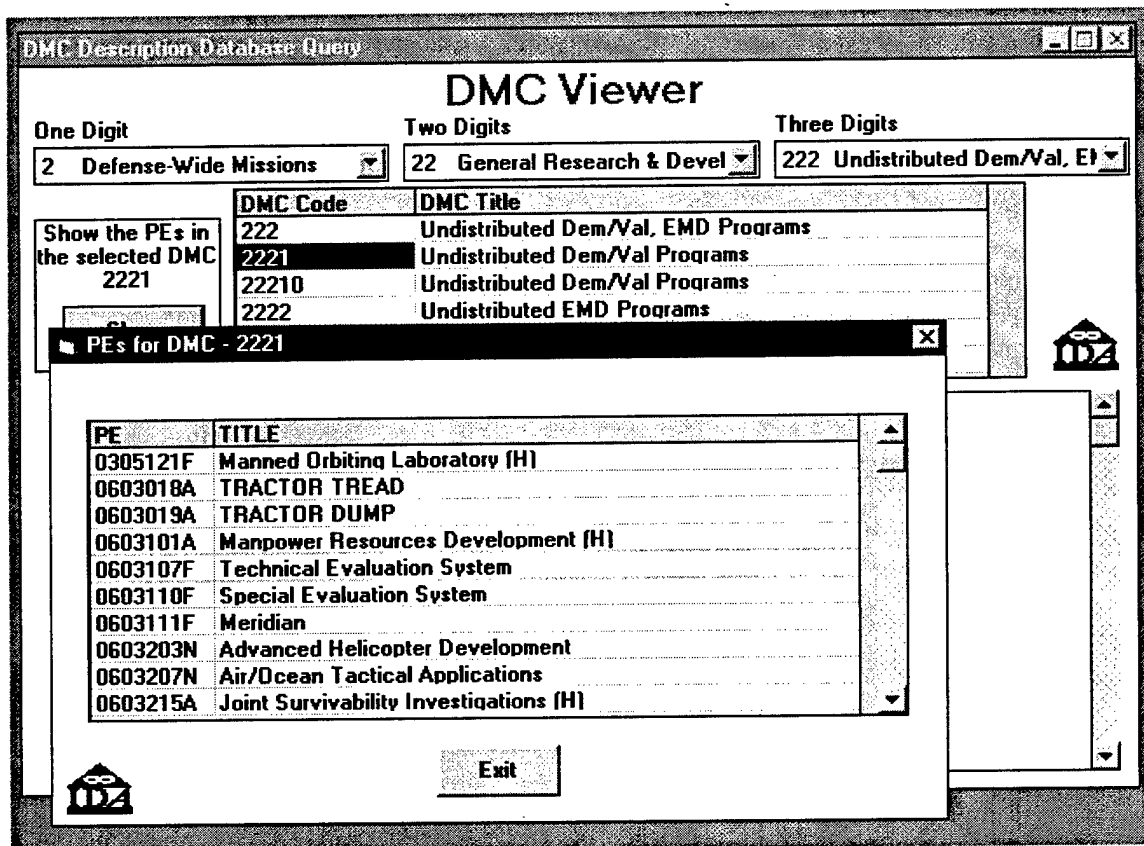 DMC Description Database Query
DMC Viewer
One Digit Two Digits Three Digits
2 Defense-Wide Missions 22 General Research & Devel 222 Undistributed Dem/Val, E
DMC Code DMC Title
Show the PEs in the selected DMC 2221
222 Undistributed Dem/Val, EMD Programs
2221 Undistributed Dem/Val Programs
22210 Undistributed Dem/Val Programs
2222 Undistributed EMD Programs
PEs for DMC - 2221
IDA
PE TITLE
0305121F Manned Orbiting Laboratory (H)
0603018A TRACTOR TREAD
0603019A TRACTOR DUMP
0603101A Manpower Resources Development (H)
0603107F Technical Evaluation System
0603110F Special Evaluation System
0603111F Meridian
0603203N Advanced Helicopter Development
0603207N Air/Ocean Tactical Applications
0603215A Joint Survivability Investigations (H)
Exit
IDA